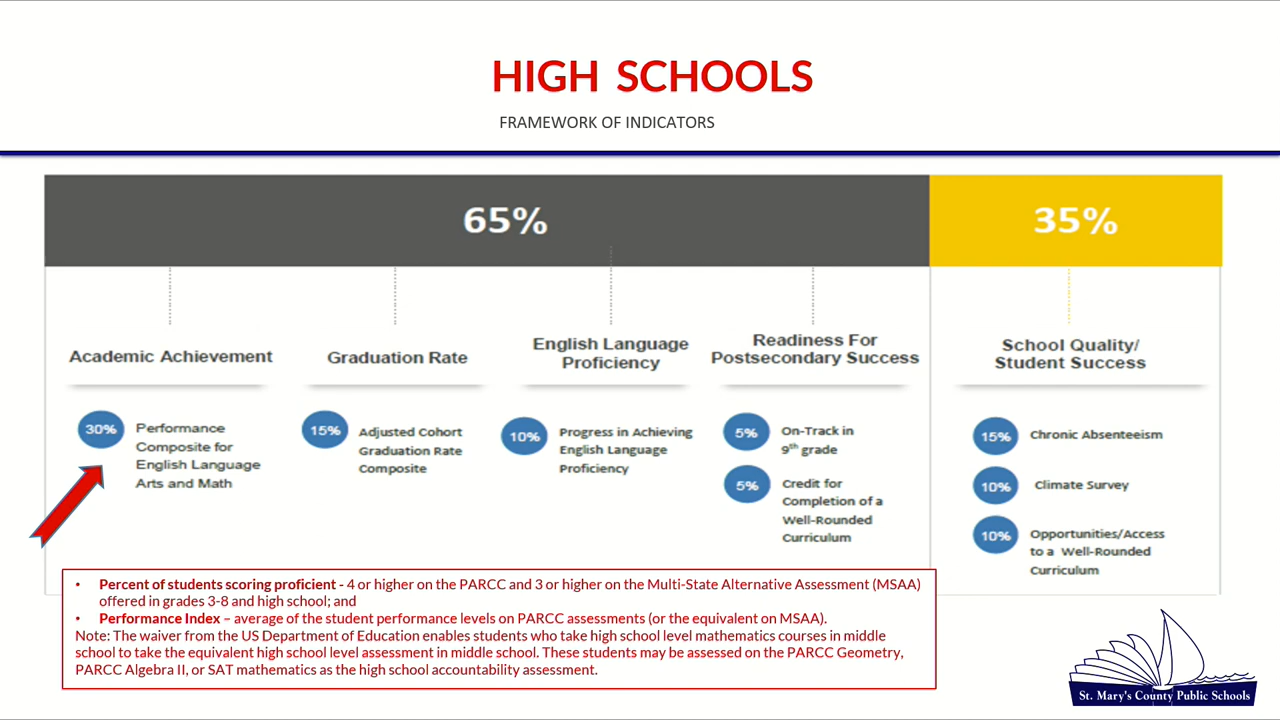 HIGH SCHOOLS
FRAMEWORK OF INDICATORS
65%
35%
Academic Achievement
Graduation Rate
English Language
Proficiency
Readiness For
Postsecondary Success
School Quality/
Student Success
30%
Performance
Composite for
English Language
Arts and Math
15%
Adjusted Cohort
Graduation Rate
Composite
10%
Progress in Achieving
English Language
Proficiency
5%
On-Track in
9th grade
5%
Credit for
Completion of a
Well-Rounded
Curriculum
15%
Chronic Absenteeism
10%
Climate Survey
10%
Opportunities/Access
to a Well-Rounded
Curriculum
• Percent of students scoring proficient - 4 or higher on the PARCC and 3 or higher on the Multi-State Alternative Assessment (MSAA)
offered in grades 3-8 and high school; and
• Performance Index – average of the student performance levels on PARCC assessments (or the equivalent on MSAA).
Note: The waiver from the US Department of Education enables students who take high school level mathematics courses in middle
school to take the equivalent high school level assessment in middle school. These students may be assessed on the PARCC Geometry,
PARCC Algebra II, or SAT mathematics as the high school accountability assessment.
St. Mary's County Public Schools